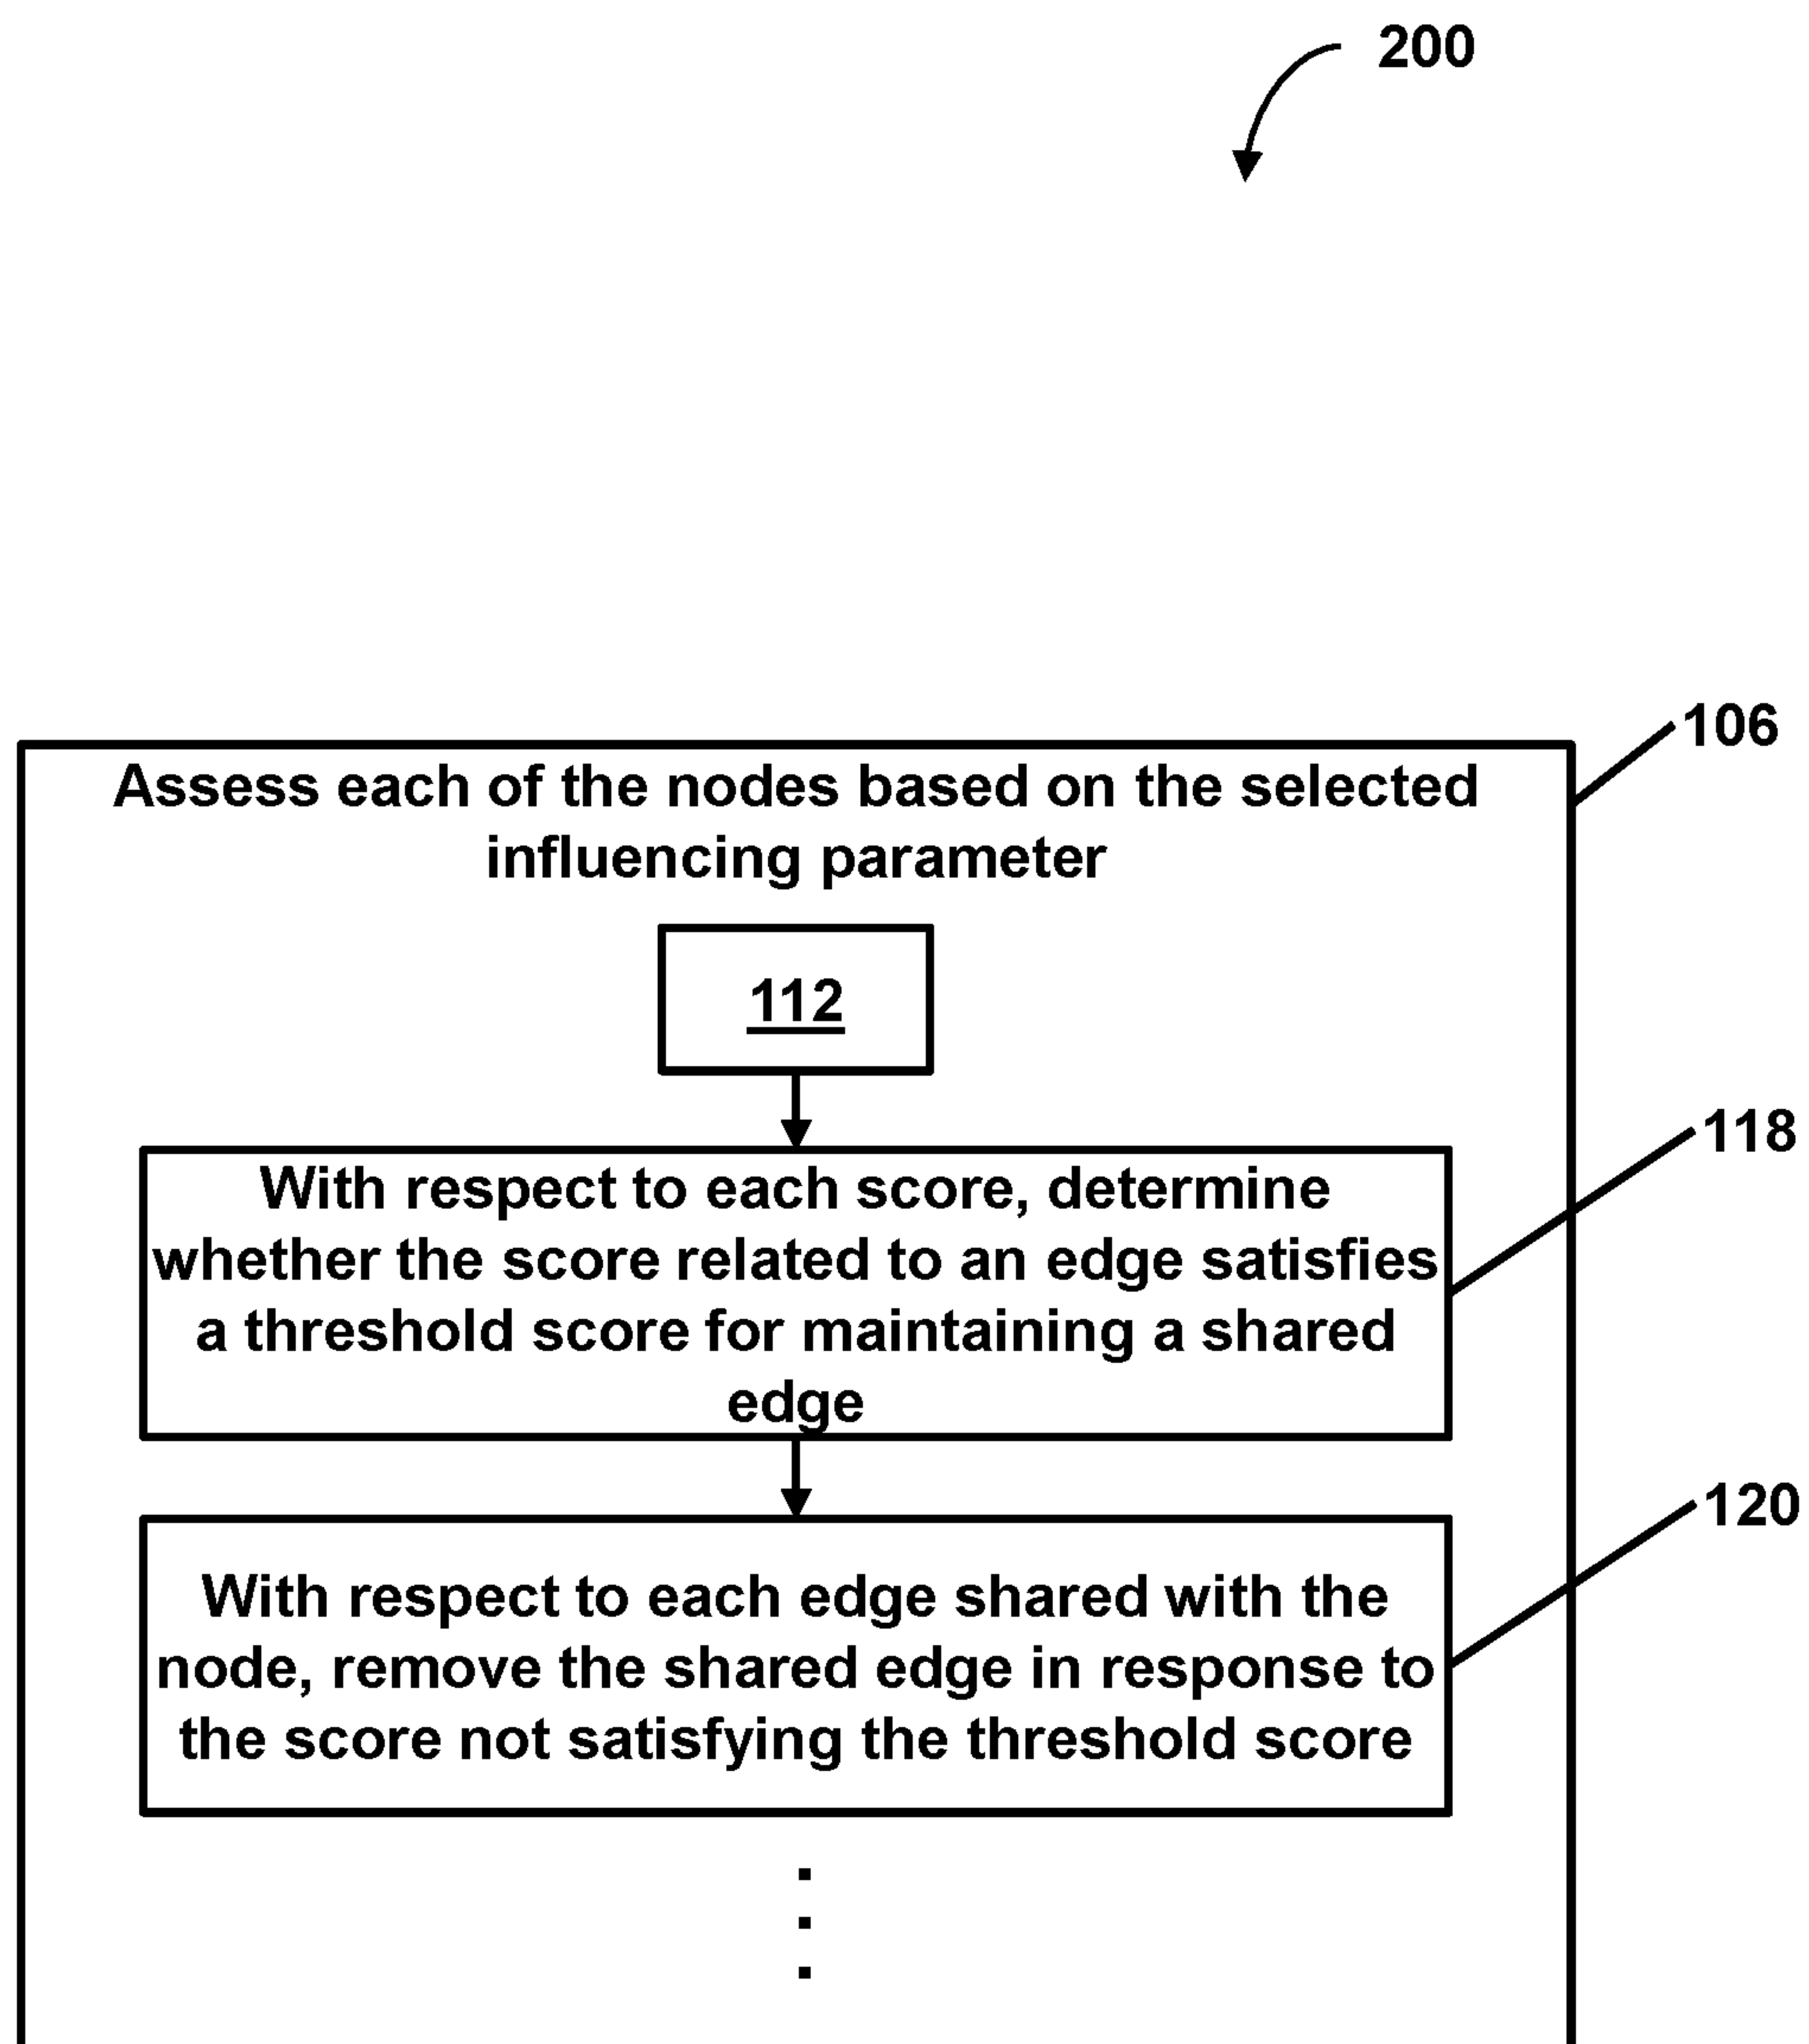 200
106
Assess each of the nodes based on the selected
influencing parameter
112
118
With respect to each score, determine
whether the score related to an edge satisfies
a threshold score for maintaining a shared
edge
120
With respect to each edge shared with the
node, remove the shared edge in response to
the score not satisfying the threshold score